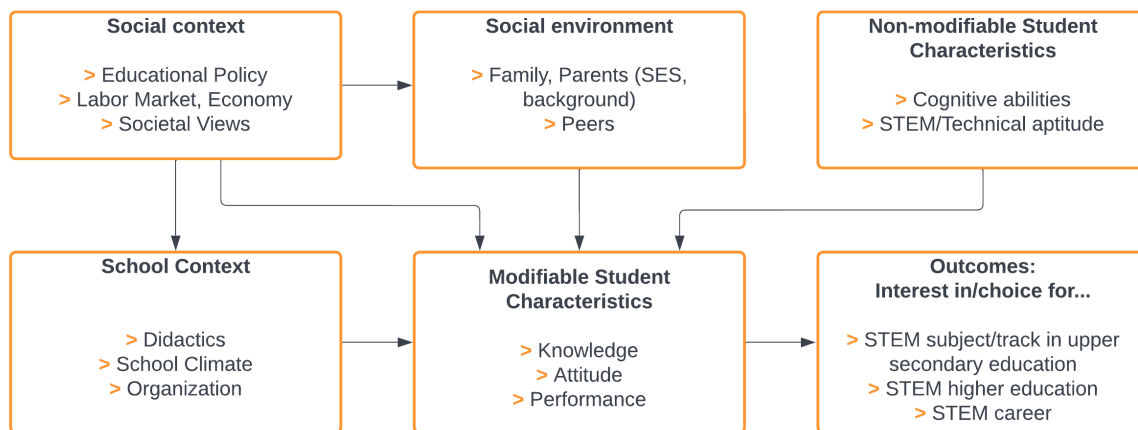 Social context
> Educational Policy
> Labor Market, Economy
> Societal Views
Social environment
> Family, Parents (SES,
background)
> Peers
Non-modifiable Student
Characteristics
> Cognitive abilities
> STEM/Technical aptitude
School Context
> Didactics
> School Climate
> Organization
Modifiable Student
Characteristics
> Knowledge
> Attitude
> Performance
Outcomes:
Interest in/choice for...
> STEM subject/track in upper
secondary education
> STEM higher education
> STEM career